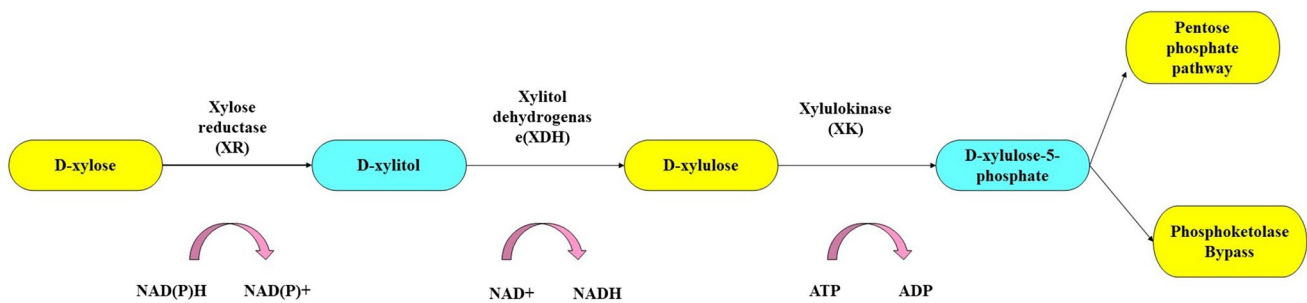 Pentose
phosphate
pathway
Xylose
reductase
(XR)
Xylitol
dehydrogenas
e(XDH)
Xylulokinase
(XK)
D-xylose
D-xylitol
D-xylulose
D-xylulose-5-
phosphate
Phosphoketolase
Bypass
NAD(P)H
NAD(P)+
NAD+
NADH
ATP
ADP